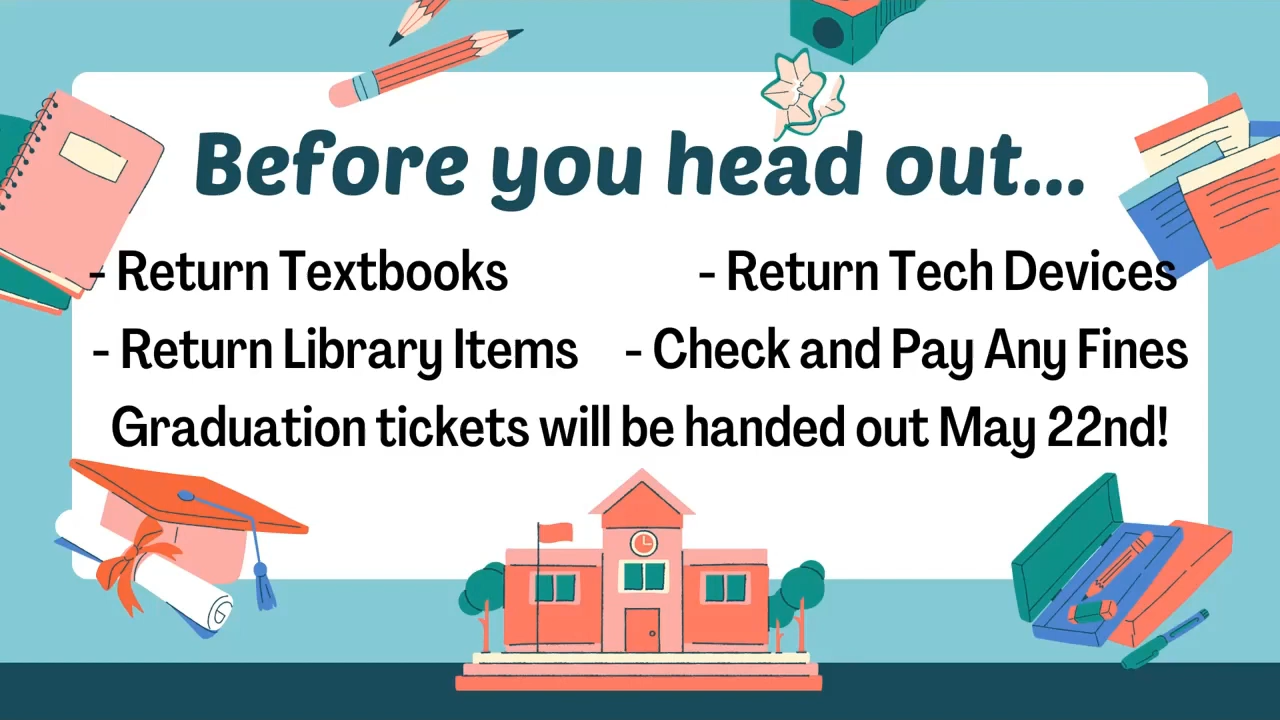 Before you head out...
- Return Textbooks - Return Tech Devices
- Return Library Items - Check and Pay Any Fines
Graduation tickets will be handed out May 22nd!